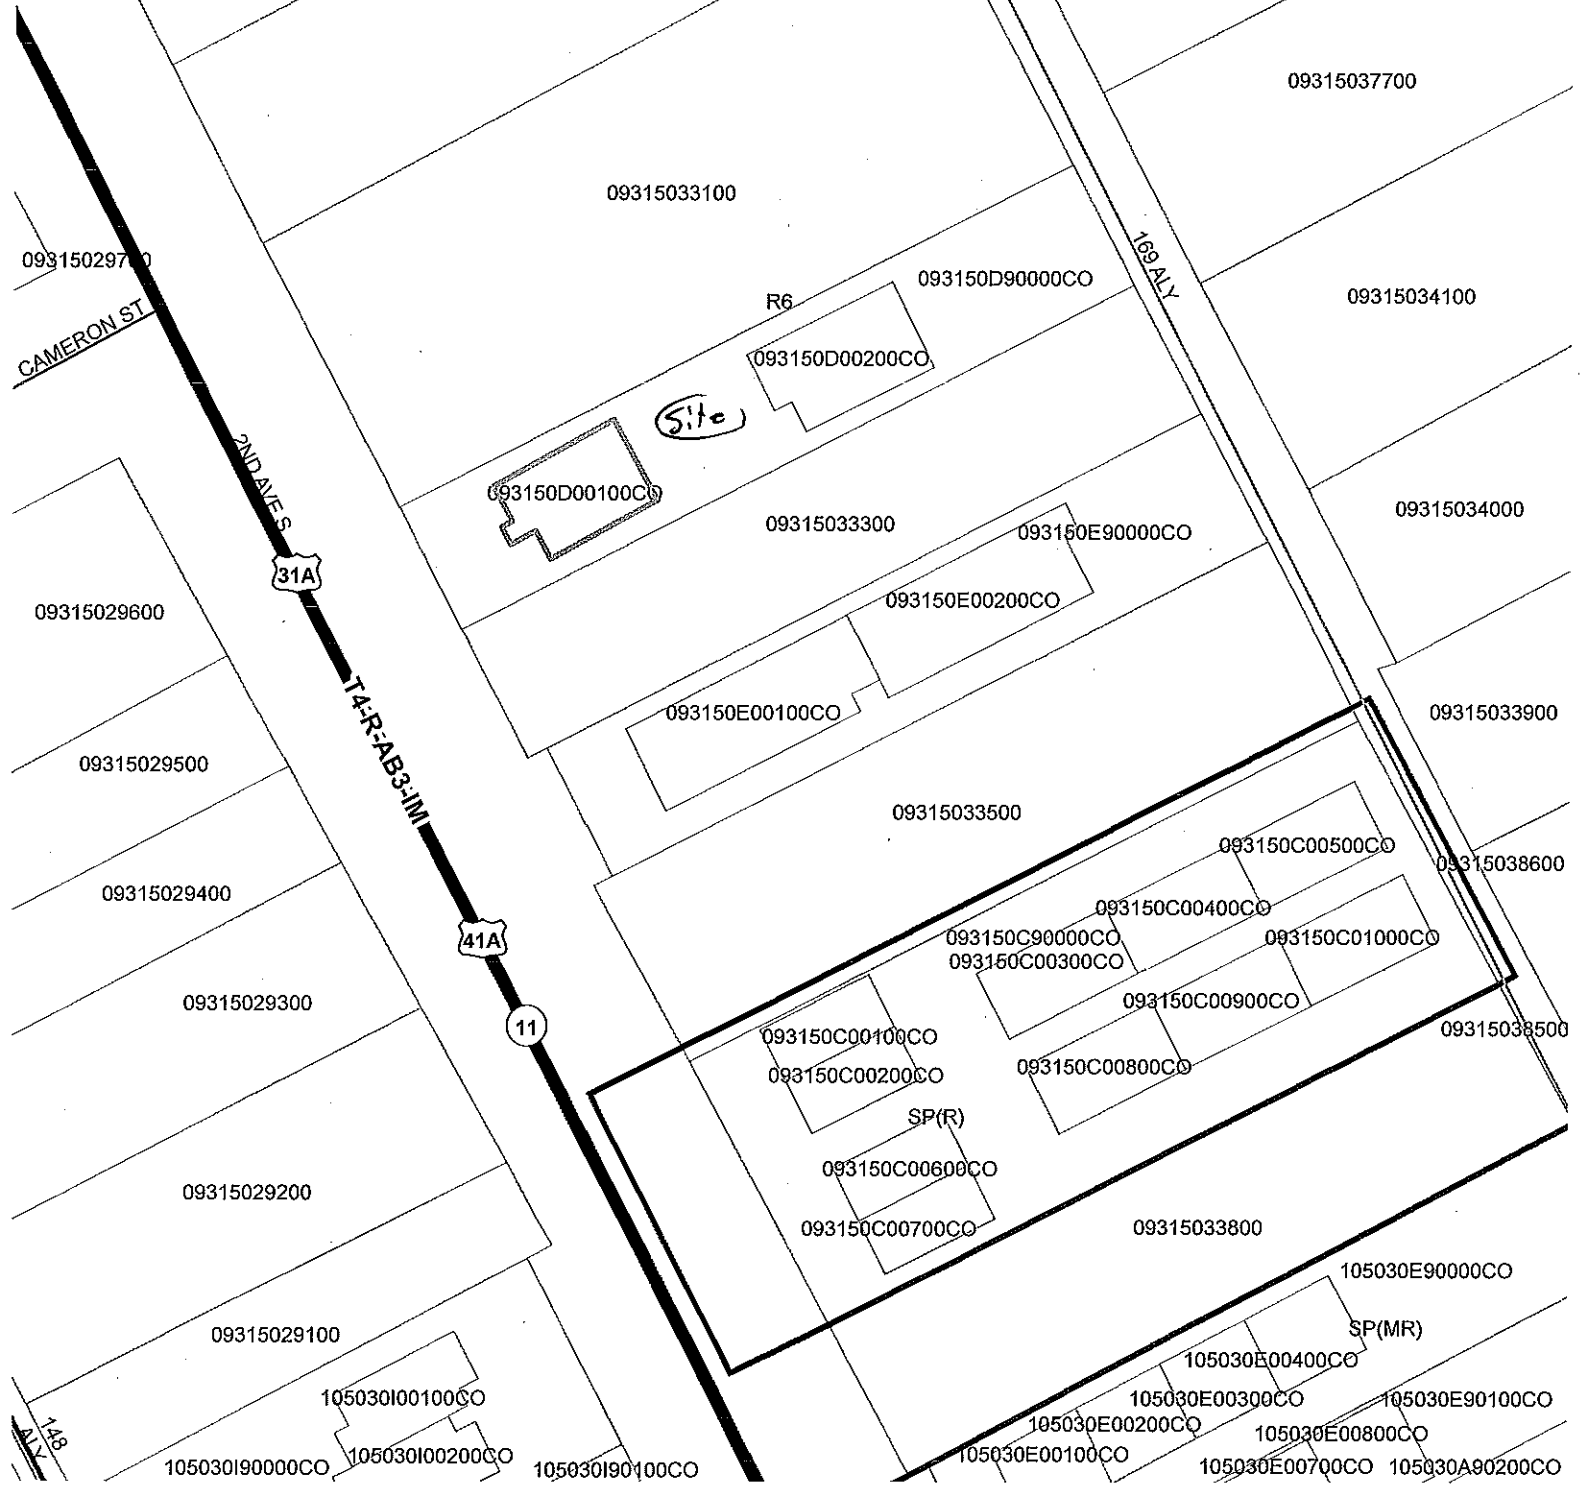 09315037700
09315033100
09315029700
169 ALY
093150D90000CO
R6
09315034100
CAMERON ST
093150D00200CO
Site
2ND AVE S
093150D00100CO
09315033300
09315034000
093150E90000CO
31A
093150E00200CO
09315029600
093150E00100CO
09315033900
T4-R-AB3-IM
09315029500
09315033500
093150C00500CO
09315038600
09315029400
093150C00400CO
41A
093150C90000CO
093150C01000CO
093150C00300CO
09315029300
093150C00900CO
11
09315038500
093150C00100CO
093150C00800CO
093150C00200CO
SP(R)
093150C00600CO
09315029200
093150C00700CO
09315033800
105030E90000CO
09315029100
SP(MR)
105030E00400CO
105030I00100CO
105030E00300CO
105030E90100CO
105030E00200CO
105030E00800CO
148
ALY
105030I00200CO
105030E00100CO
105030I90000CO
105030I90100CO
105030E00700CO
105030A90200CO